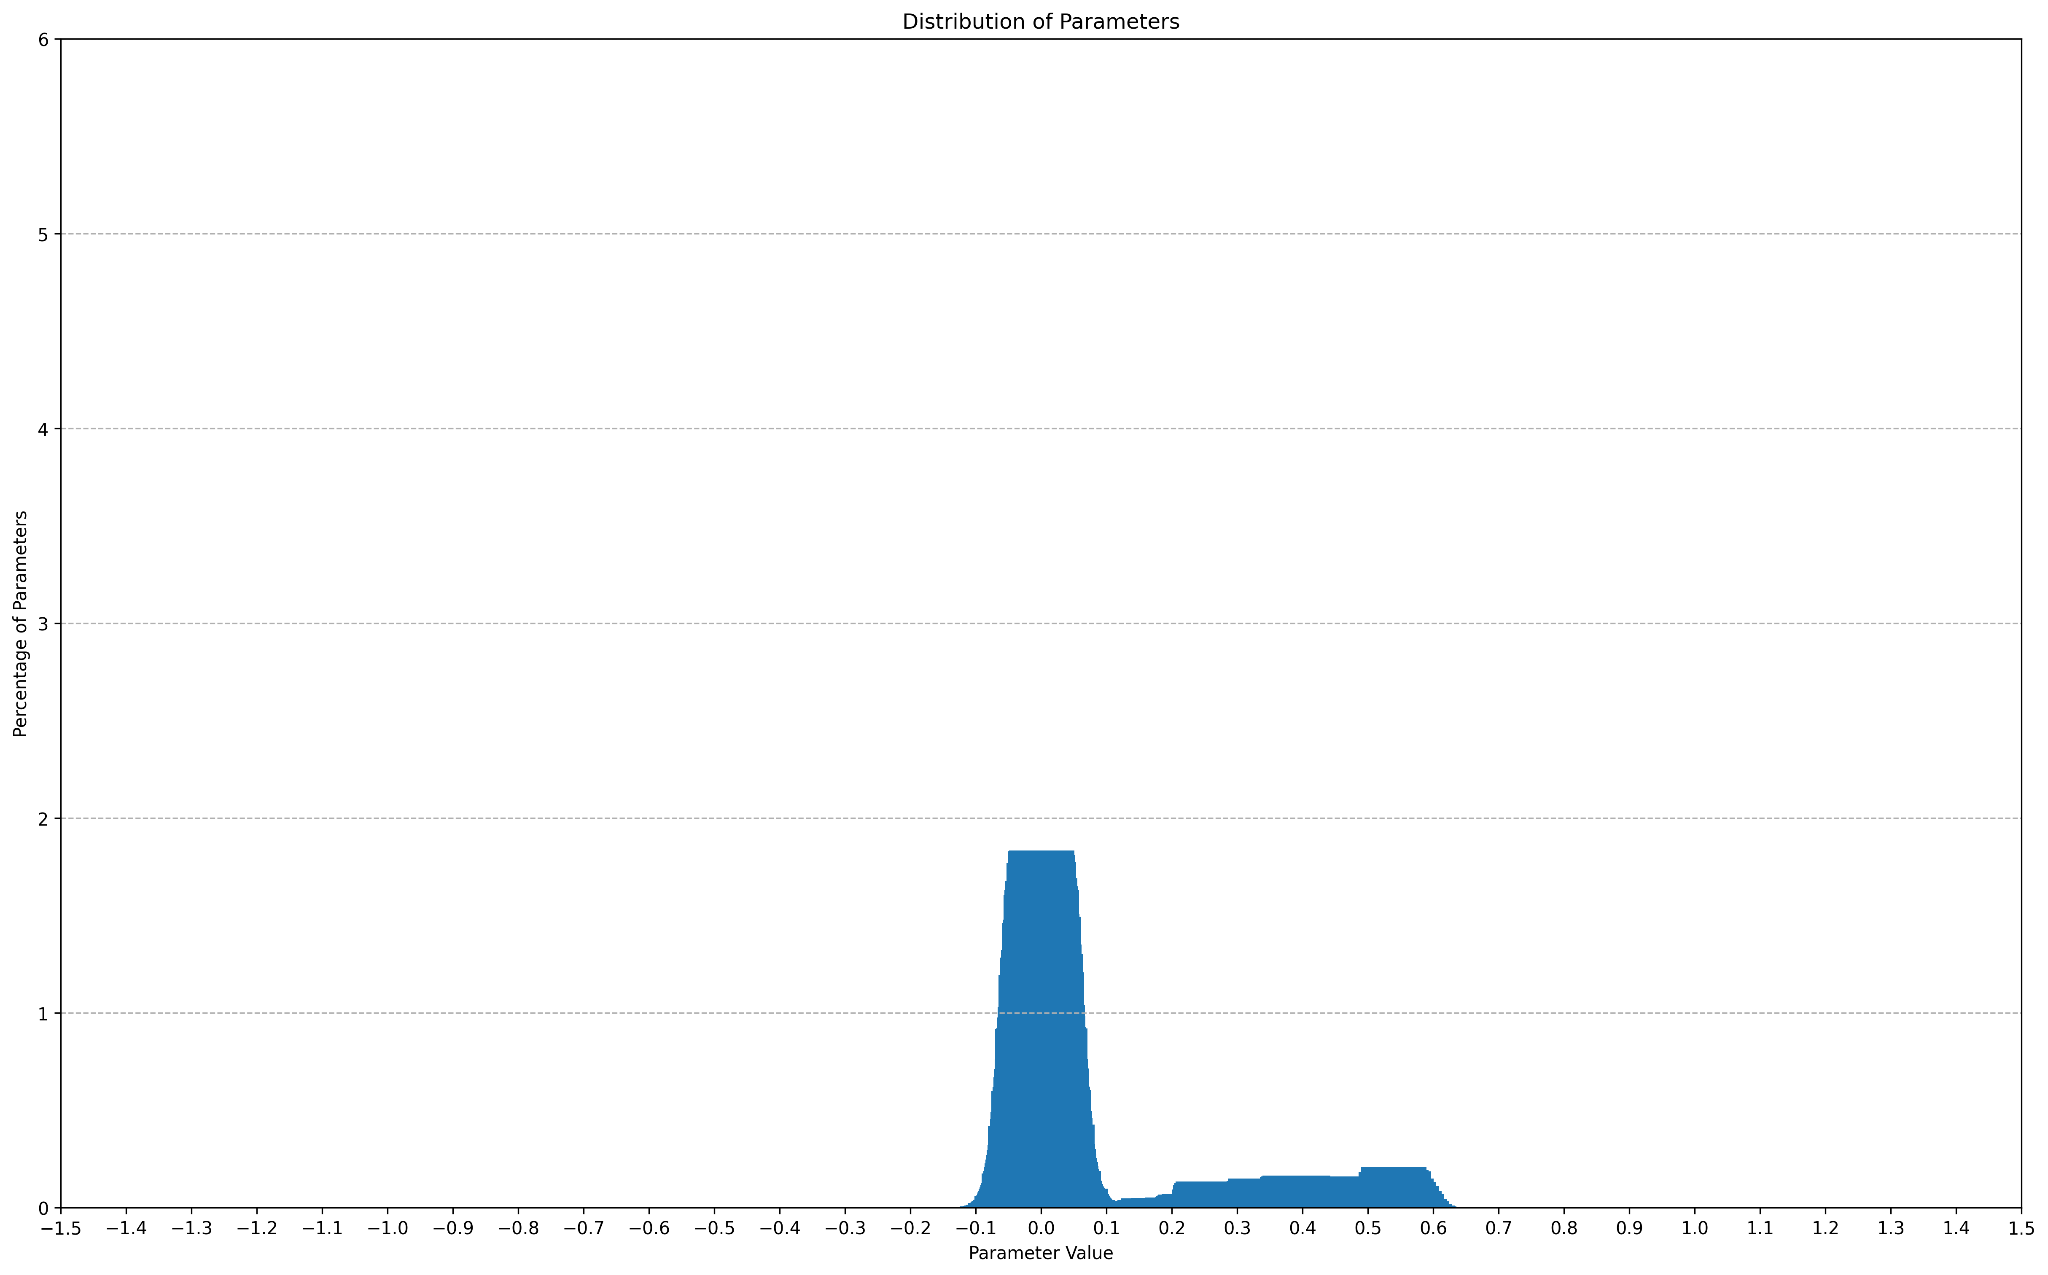 Distribution of Parameters
6
5
4
3
2
1
0
Percentage of Parameters
−1.5 −1.4 −1.3 −1.2 −1.1 −1.0 −0.9 −0.8 −0.7 −0.6 −0.5 −0.4 −0.3 −0.2 −0.1 0.0 0.1 0.2 0.3 0.4 0.5 0.6 0.7 0.8 0.9 1.0 1.1 1.2 1.3 1.4 1.5
Parameter Value